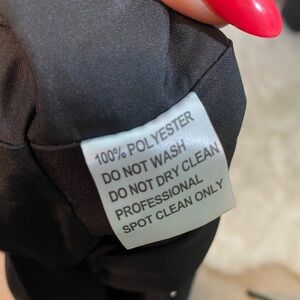 100% POLYESTER
DO NOT WASH
DO NOT DRY CLEAN
PROFESSIONAL
SPOT CLEAN ONLY